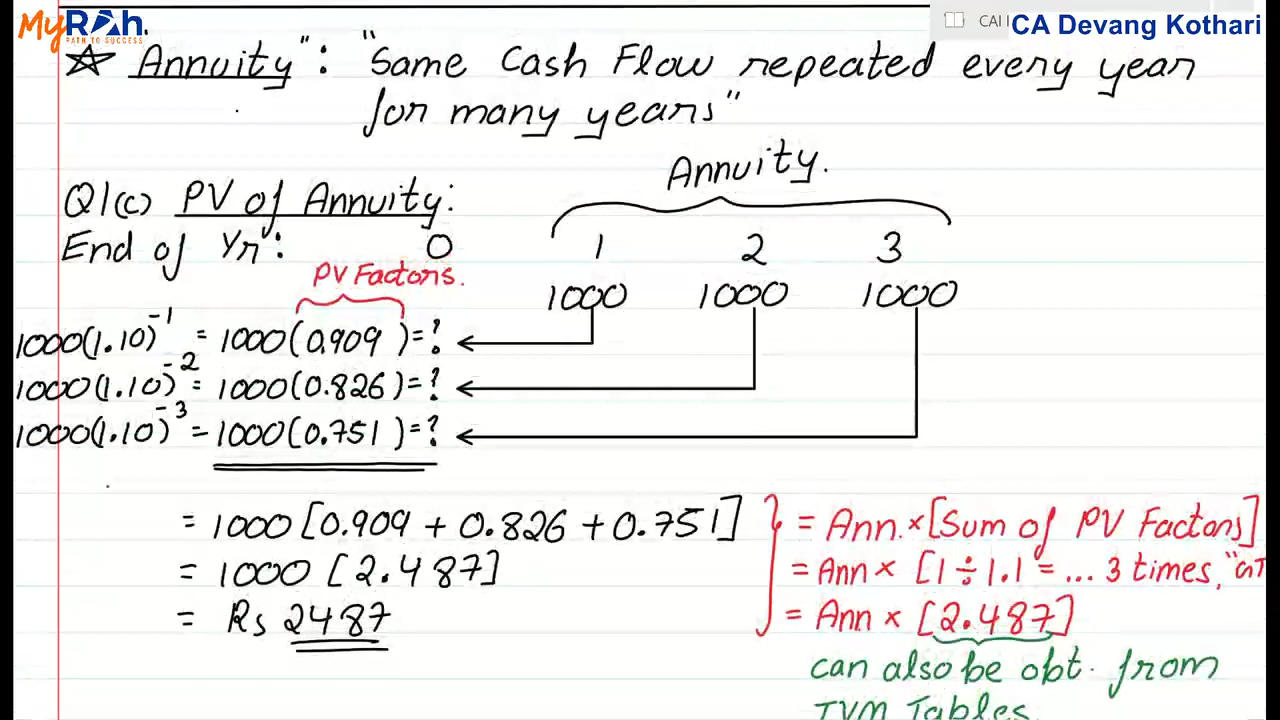 MyRah
PATH TO SUCCESS
CA Devang Kothari
☆ Annuity": "Same Cash Flow repeated every year
for many years"
Annuity.
Q1(c) PV of Annuity:
End of Yr: 0 1 2 3
PV Factors.
1000 1000 1000
1000(1.10)⁻¹ = 1000(0.909)=?
1000(1.10)⁻² = 1000(0.826)=?
1000(1.10)⁻³ = 1000(0.751)=?
= 1000[0.909 + 0.826 + 0.751] = Ann.×[Sum of PV Factors]
= 1000 [2.487] = Ann × [1÷1.1 = ... 3 times,
= Rs 2487 = Ann × [2.487]
can also be obt. from
TVM Tables